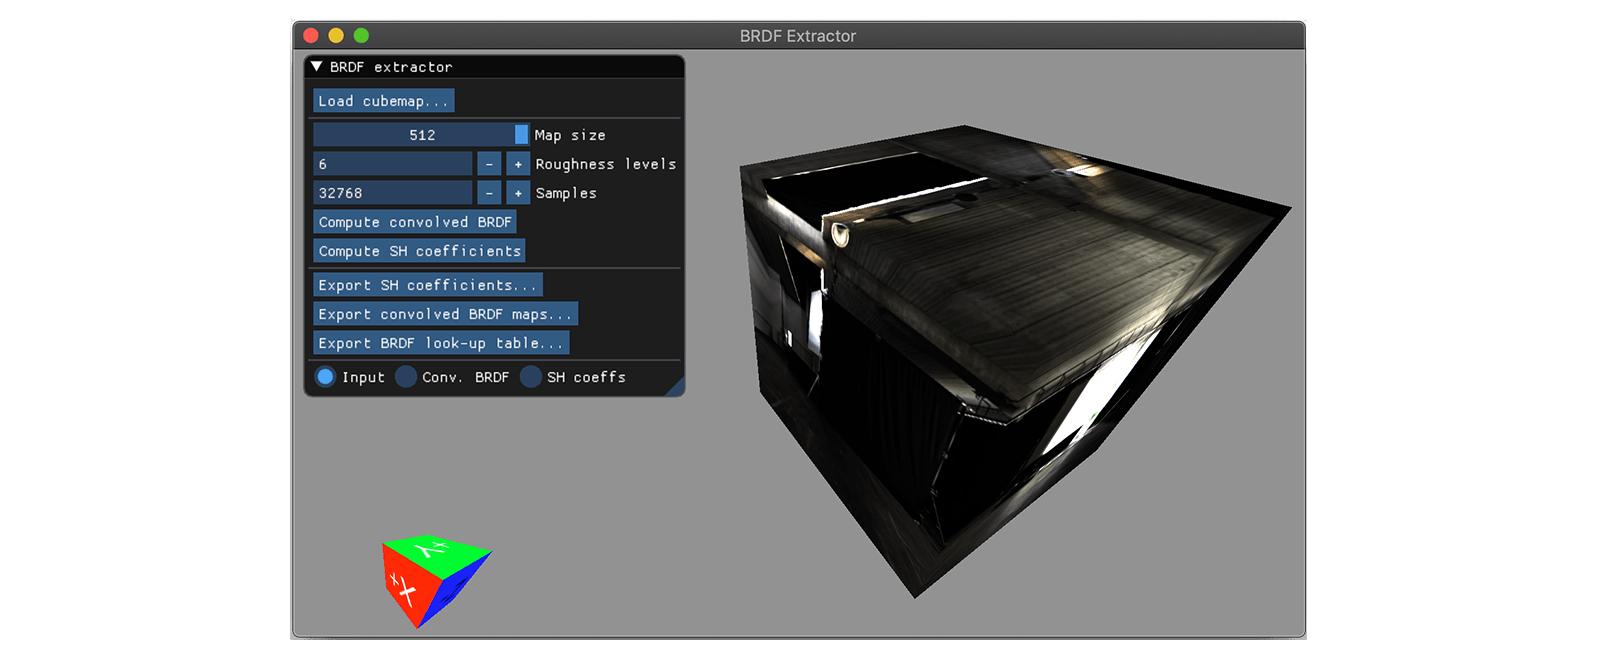 BRDF Extractor
BRDF extractor
Load cubemap...
512 Map size
6 - + Roughness levels
32768 - + Samples
Compute convolved BRDF
Compute SH coefficients
Export SH coefficients...
Export convolved BRDF maps...
Export BRDF look-up table...
Input Conv. BRDF SH coeffs
+Y
+X